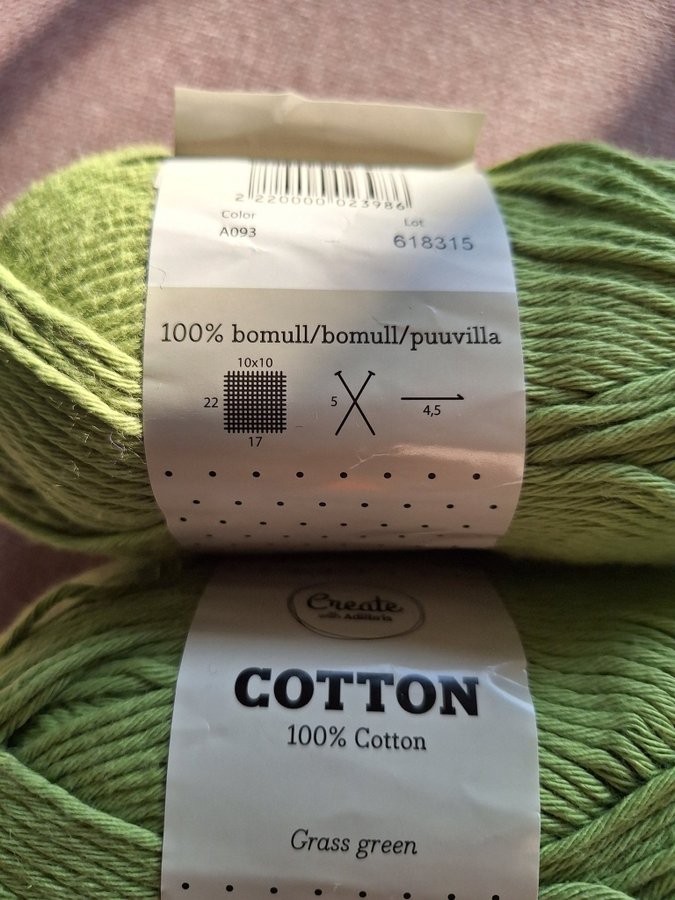 2 220000 023986
Color
A093
Lot
618315
100% bomull/bomull/puuvilla
10x10
22
17
5
4,5
Create
with Adlibris
COTTON
100% Cotton
Grass green